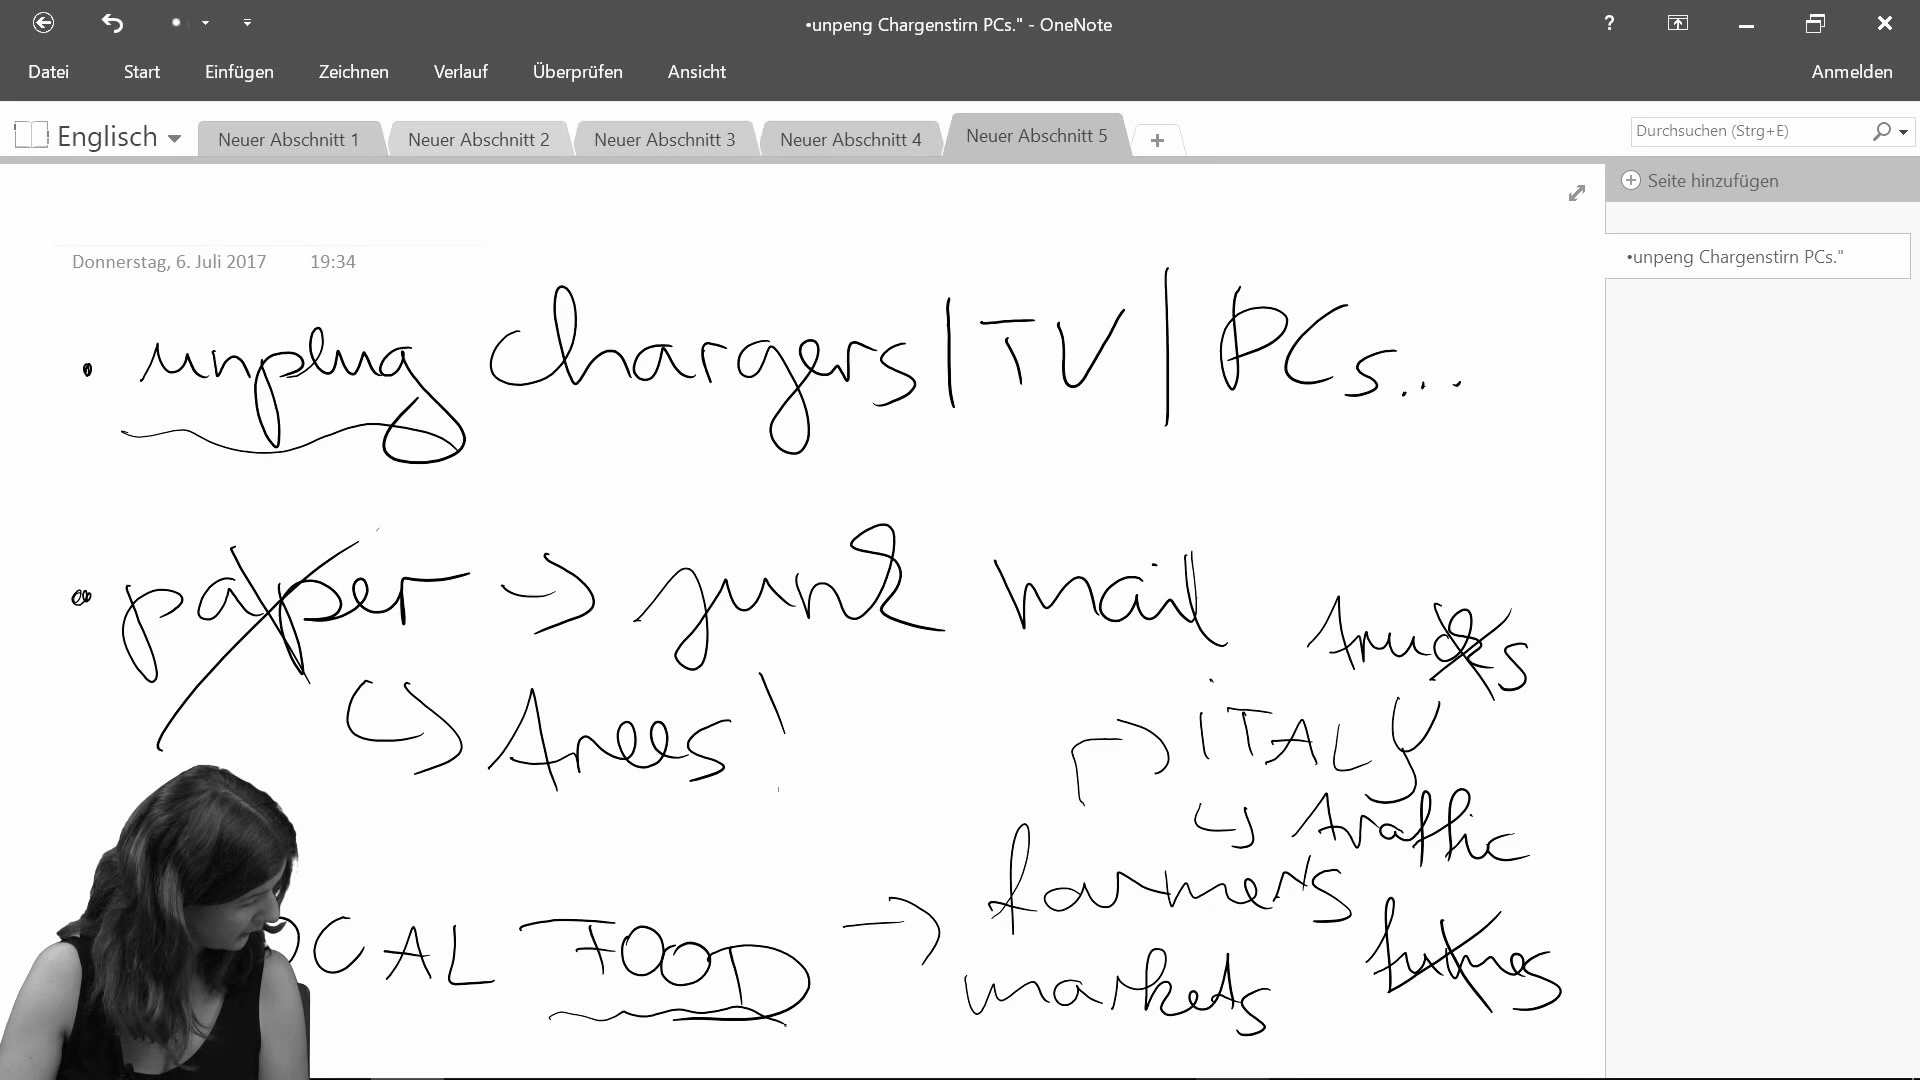 •unpeng Chargenstirn PCs." - OneNote
?
Datei Start Einfügen Zeichnen Verlauf Überprüfen Ansicht Anmelden
Englisch Neuer Abschnitt 1 Neuer Abschnitt 2 Neuer Abschnitt 3 Neuer Abschnitt 4 Neuer Abschnitt 5 + Durchsuchen (Strg+E)
Seite hinzufügen
•unpeng Chargenstirn PCs."
Donnerstag, 6. Juli 2017 19:34
• unplug chargers | TV | PCs...
• paper → junk mail
trucks
↳ trees!
→ ITALY
↳ traffic
OCAL FOOD → farmers
markets
fumes